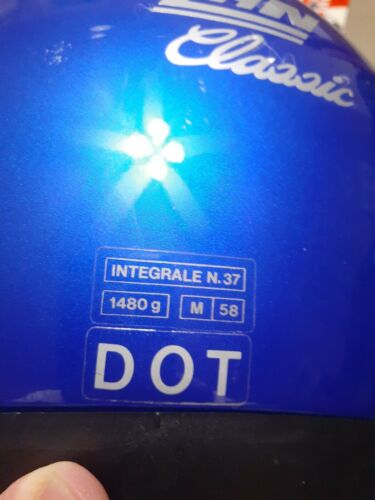 Classic
INTEGRALE N.37
1480 g M 58
DOT